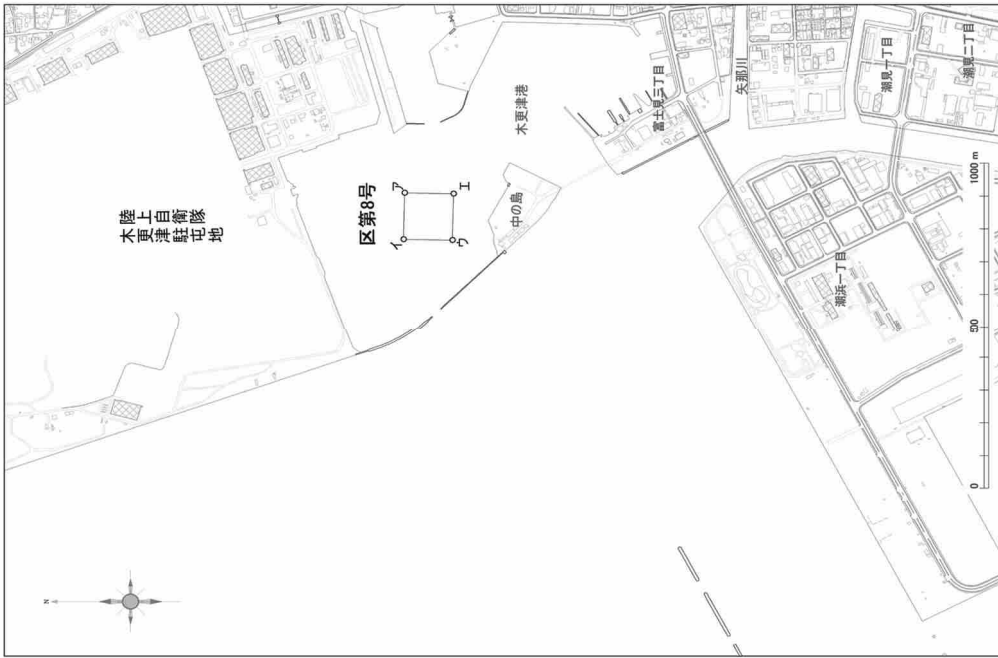 陸上自衛隊
木更津駐屯地
区第8号
ア
イ
ウ
エ
木更津港
中の島
富士見三丁目
矢那川
潮見一丁目
潮見二丁目
潮浜一丁目
N
0 500 1000 m